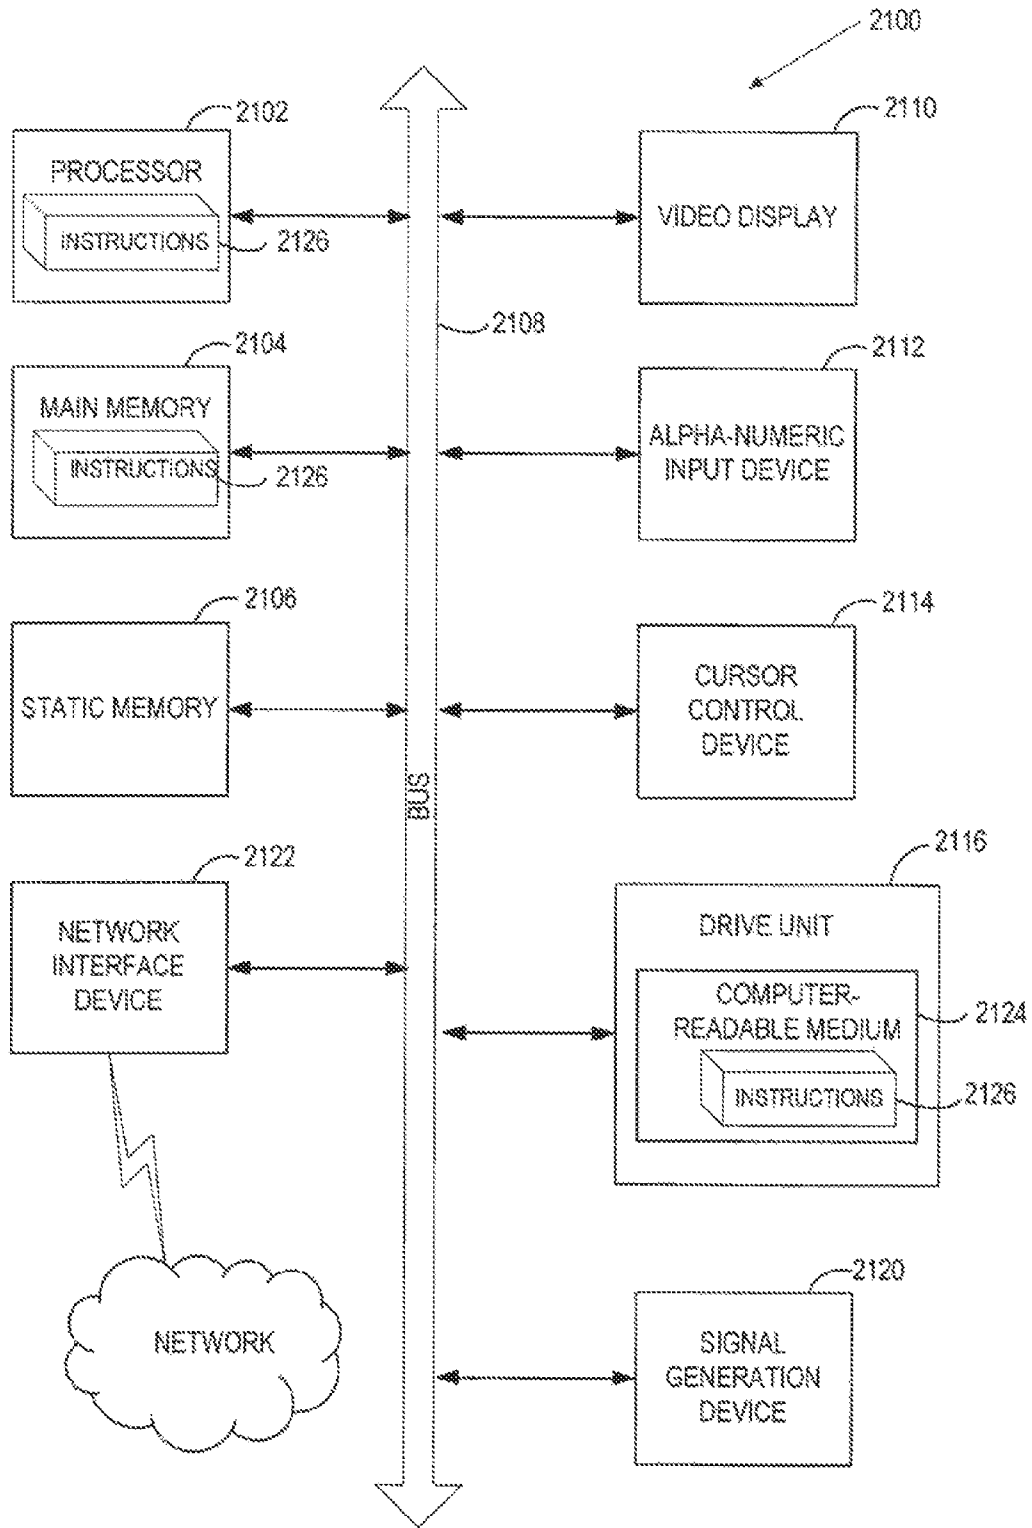 2100
2102
PROCESSOR
INSTRUCTIONS
2126
2110
VIDEO DISPLAY
2108
2104
MAIN MEMORY
INSTRUCTIONS
2126
2112
ALPHA-NUMERIC
INPUT DEVICE
2106
STATIC MEMORY
2114
CURSOR
CONTROL
DEVICE
BUS
2122
NETWORK
INTERFACE
DEVICE
2116
DRIVE UNIT
COMPUTER-
READABLE MEDIUM
2124
INSTRUCTIONS
2126
NETWORK
2120
SIGNAL
GENERATION
DEVICE